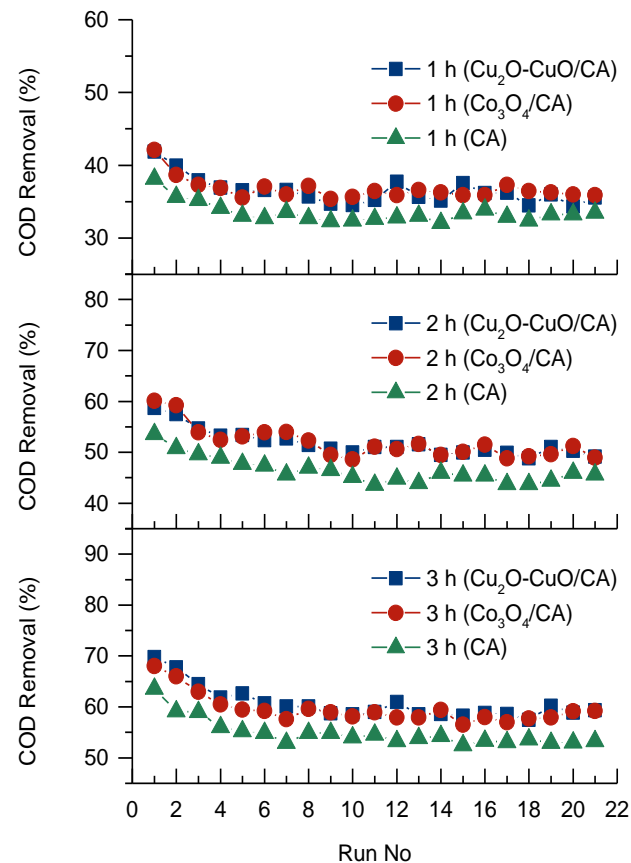 60
50
40
30
COD Removal (%)
1 h (Cu₂O-CuO/CA)
1 h (Co₃O₄/CA)
1 h (CA)
80
70
60
50
40
COD Removal (%)
2 h (Cu₂O-CuO/CA)
2 h (Co₃O₄/CA)
2 h (CA)
90
80
70
60
50
COD Removal (%)
3 h (Cu₂O-CuO/CA)
3 h (Co₃O₄/CA)
3 h (CA)
0 2 4 6 8 10 12 14 16 18 20 22
Run No